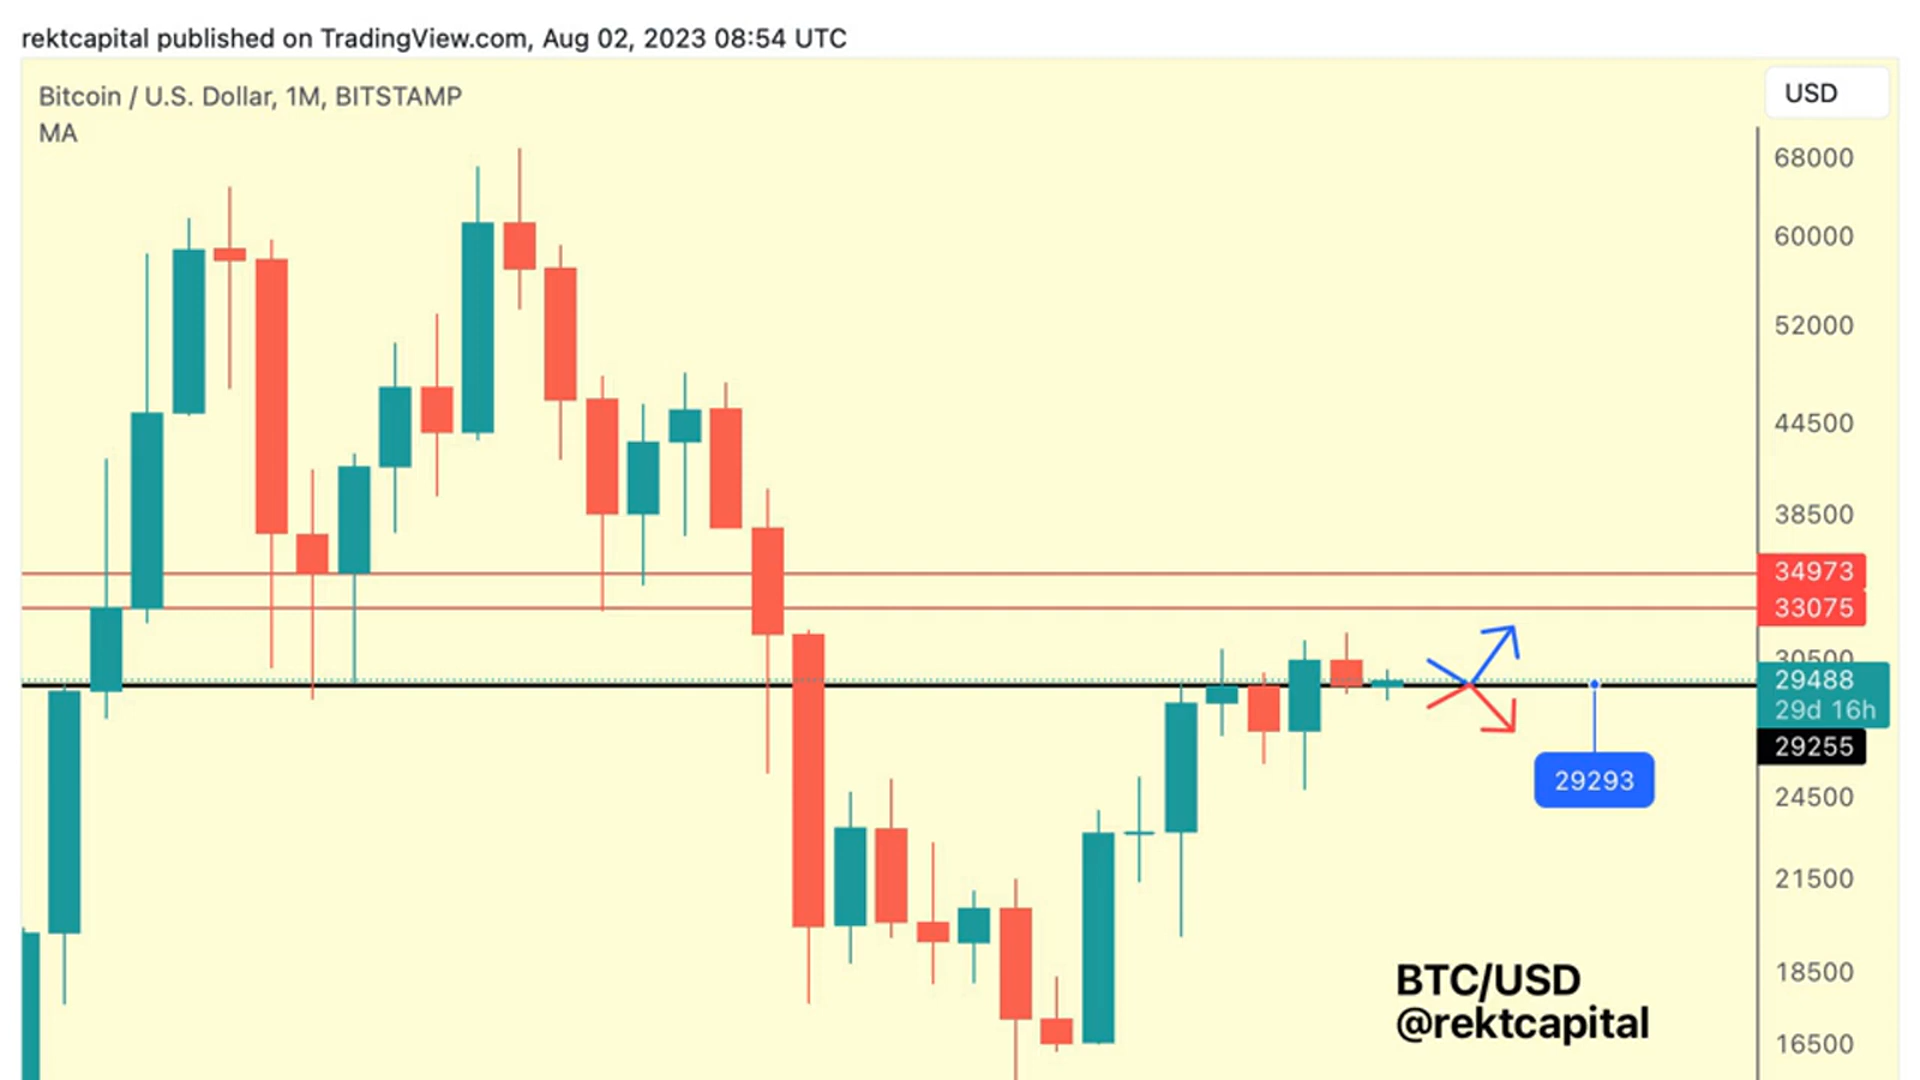 rektcapital published on TradingView.com, Aug 02, 2023 08:54 UTC
Bitcoin / U.S. Dollar, 1M, BITSTAMP
MA
USD
68000
60000
52000
44500
38500
34973
33075
30500
29488
29d 16h
29255
29293
24500
21500
18500
16500
BTC/USD
@rektcapital